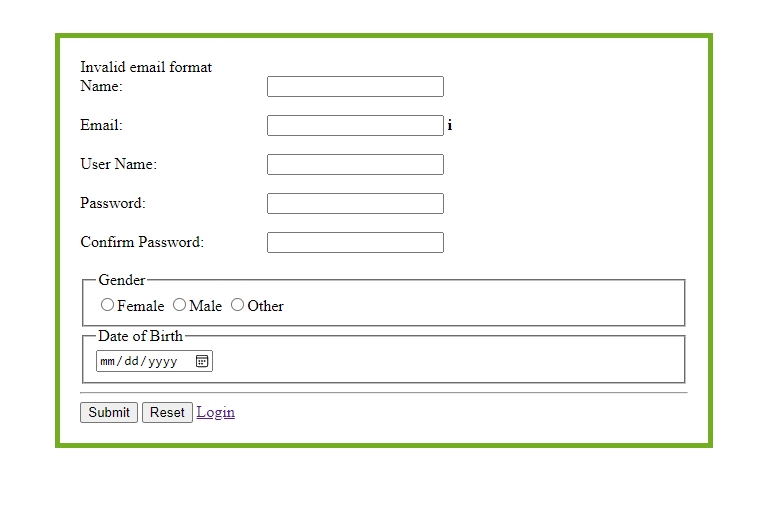 Invalid email format
Name:
Email: i
User Name:
Password:
Confirm Password:
Gender
Female Male Other
Date of Birth
mm/dd/yyyy
Submit Reset Login